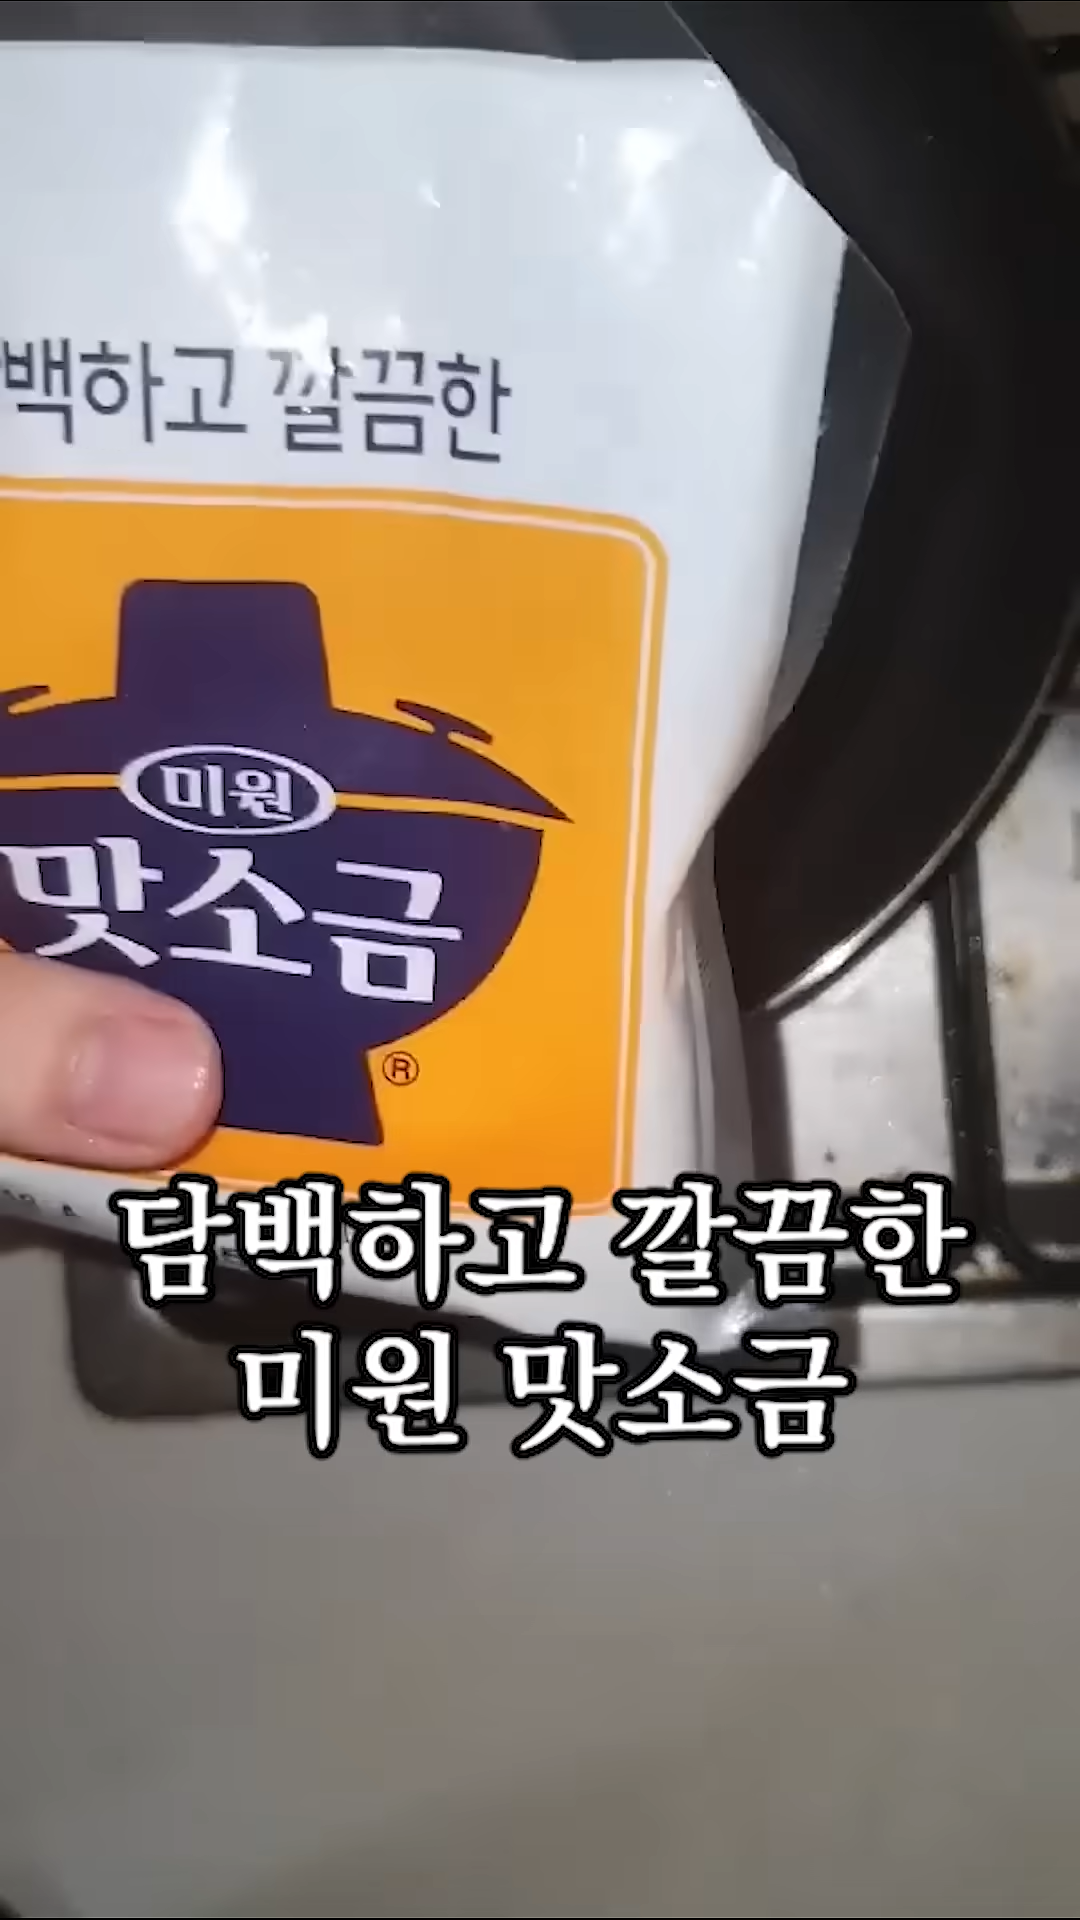 백하고 깔끔한
미원
맛소금
®
담백하고 깔끔한
미원 맛소금